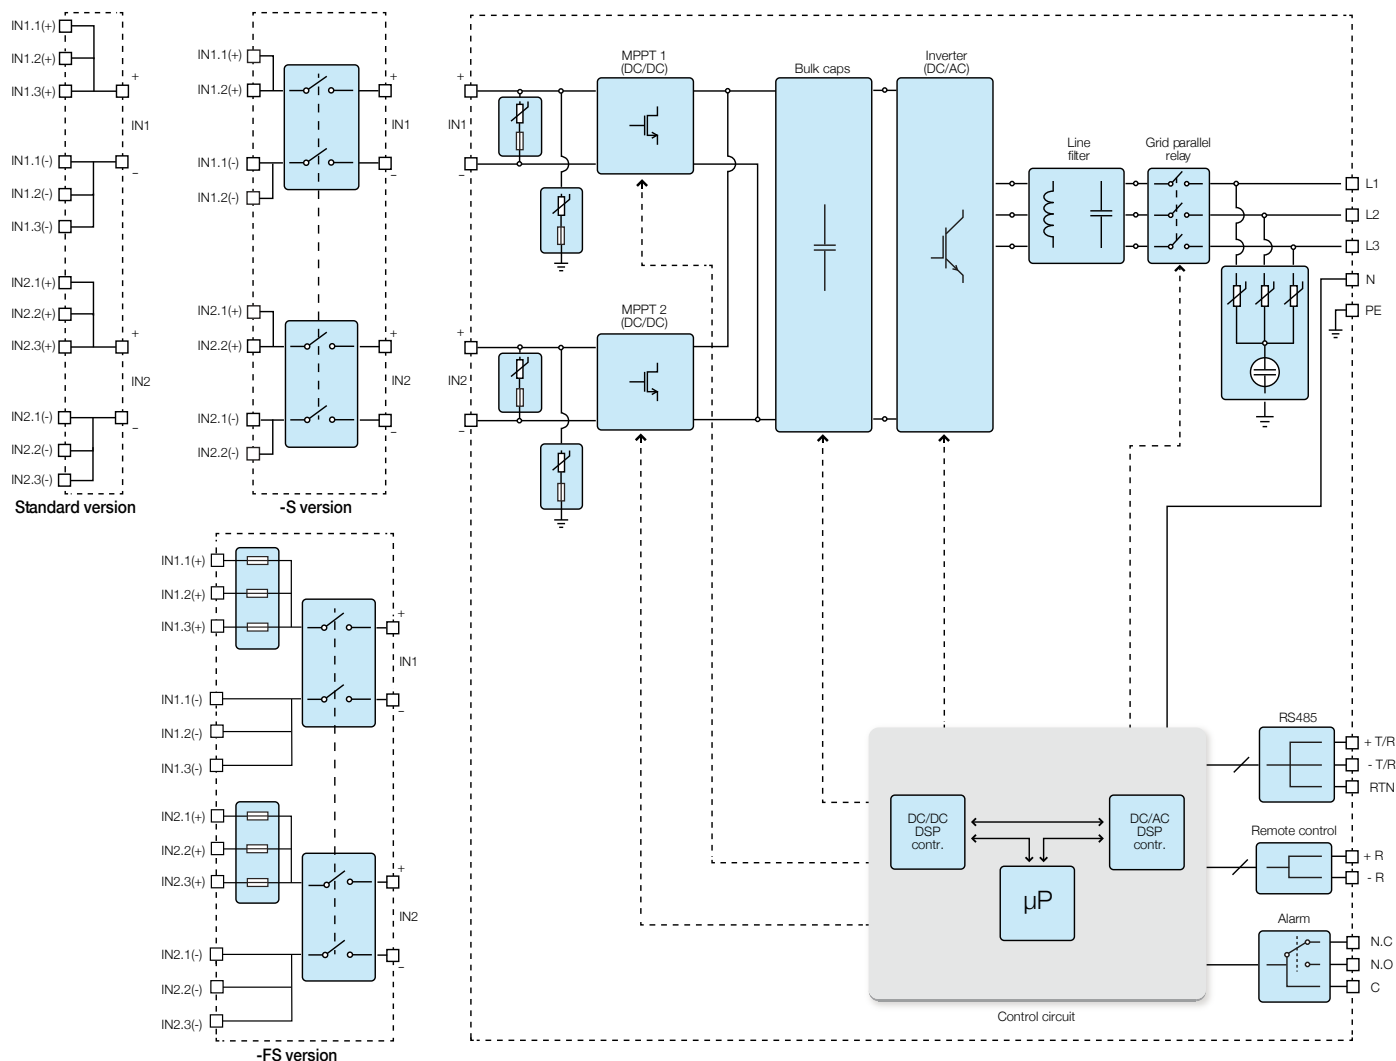 IN1.1(+)
IN1.2(+)
IN1.3(+)
+
IN1
IN1.1(-)
–
IN1.2(-)
IN1.3(-)
IN2.1(+)
IN2.2(+)
+
IN2.3(+)
IN2
IN2.1(-)
–
IN2.2(-)
IN2.3(-)
Standard version
IN1.1(+)
+
IN1.2(+)
IN1
IN1.1(-)
–
IN1.2(-)
IN2.1(+)
+
IN2.2(+)
IN2
IN2.1(-)
–
IN2.2(-)
-S version
IN1.1(+)
IN1.2(+)
+
IN1.3(+)
IN1
IN1.1(-)
–
IN1.2(-)
IN1.3(-)
IN2.1(+)
IN2.2(+)
+
IN2.3(+)
IN2
IN2.1(-)
–
IN2.2(-)
IN2.3(-)
-FS version
+
IN1
–
+
IN2
–
MPPT 1
(DC/DC)
MPPT 2
(DC/DC)
Bulk caps
Inverter
(DC/AC)
Line
filter
Grid parallel
relay
L1
L2
L3
N
PE
DC/DC
DSP
contr.
DC/AC
DSP
contr.
µP
Control circuit
RS485
+ T/R
- T/R
RTN
Remote control
+ R
- R
Alarm
N.C
N.O
C